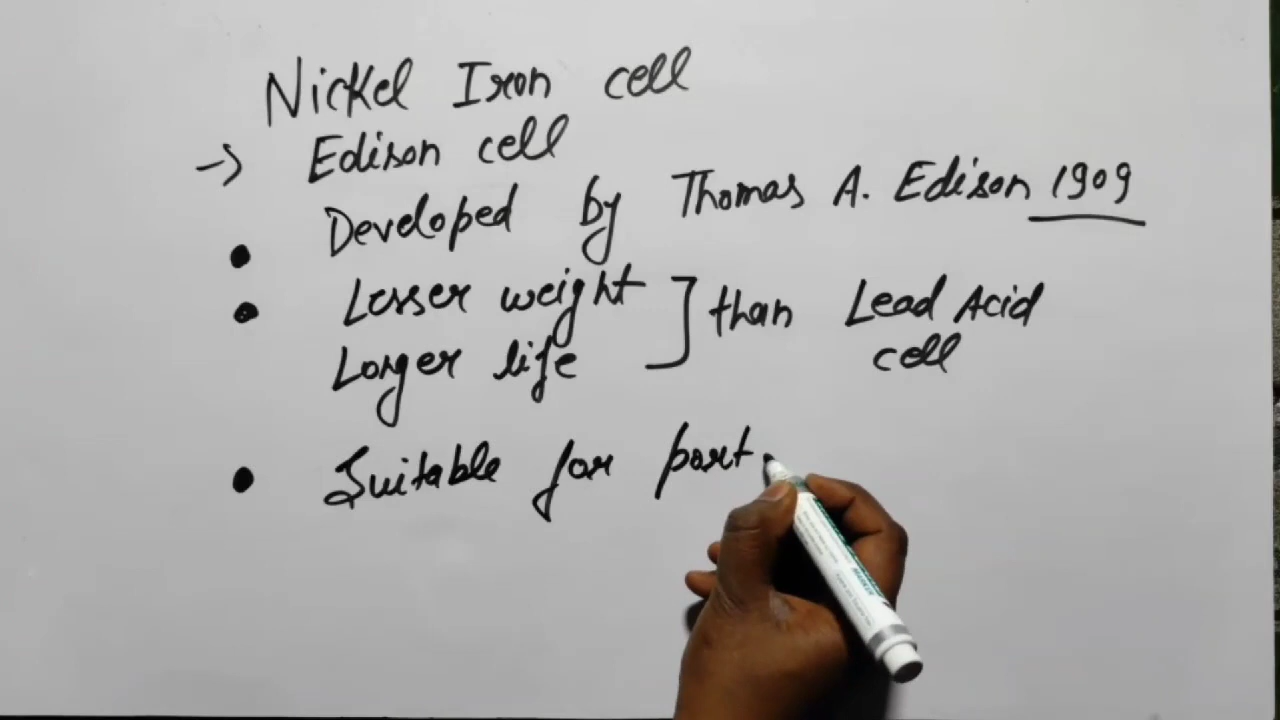 Nickel Iron cell
→ Edison cell
• Developed by Thomas A. Edison 1909
• Lesser weight ] than Lead Acid
Longer life cell
• Suitable for port